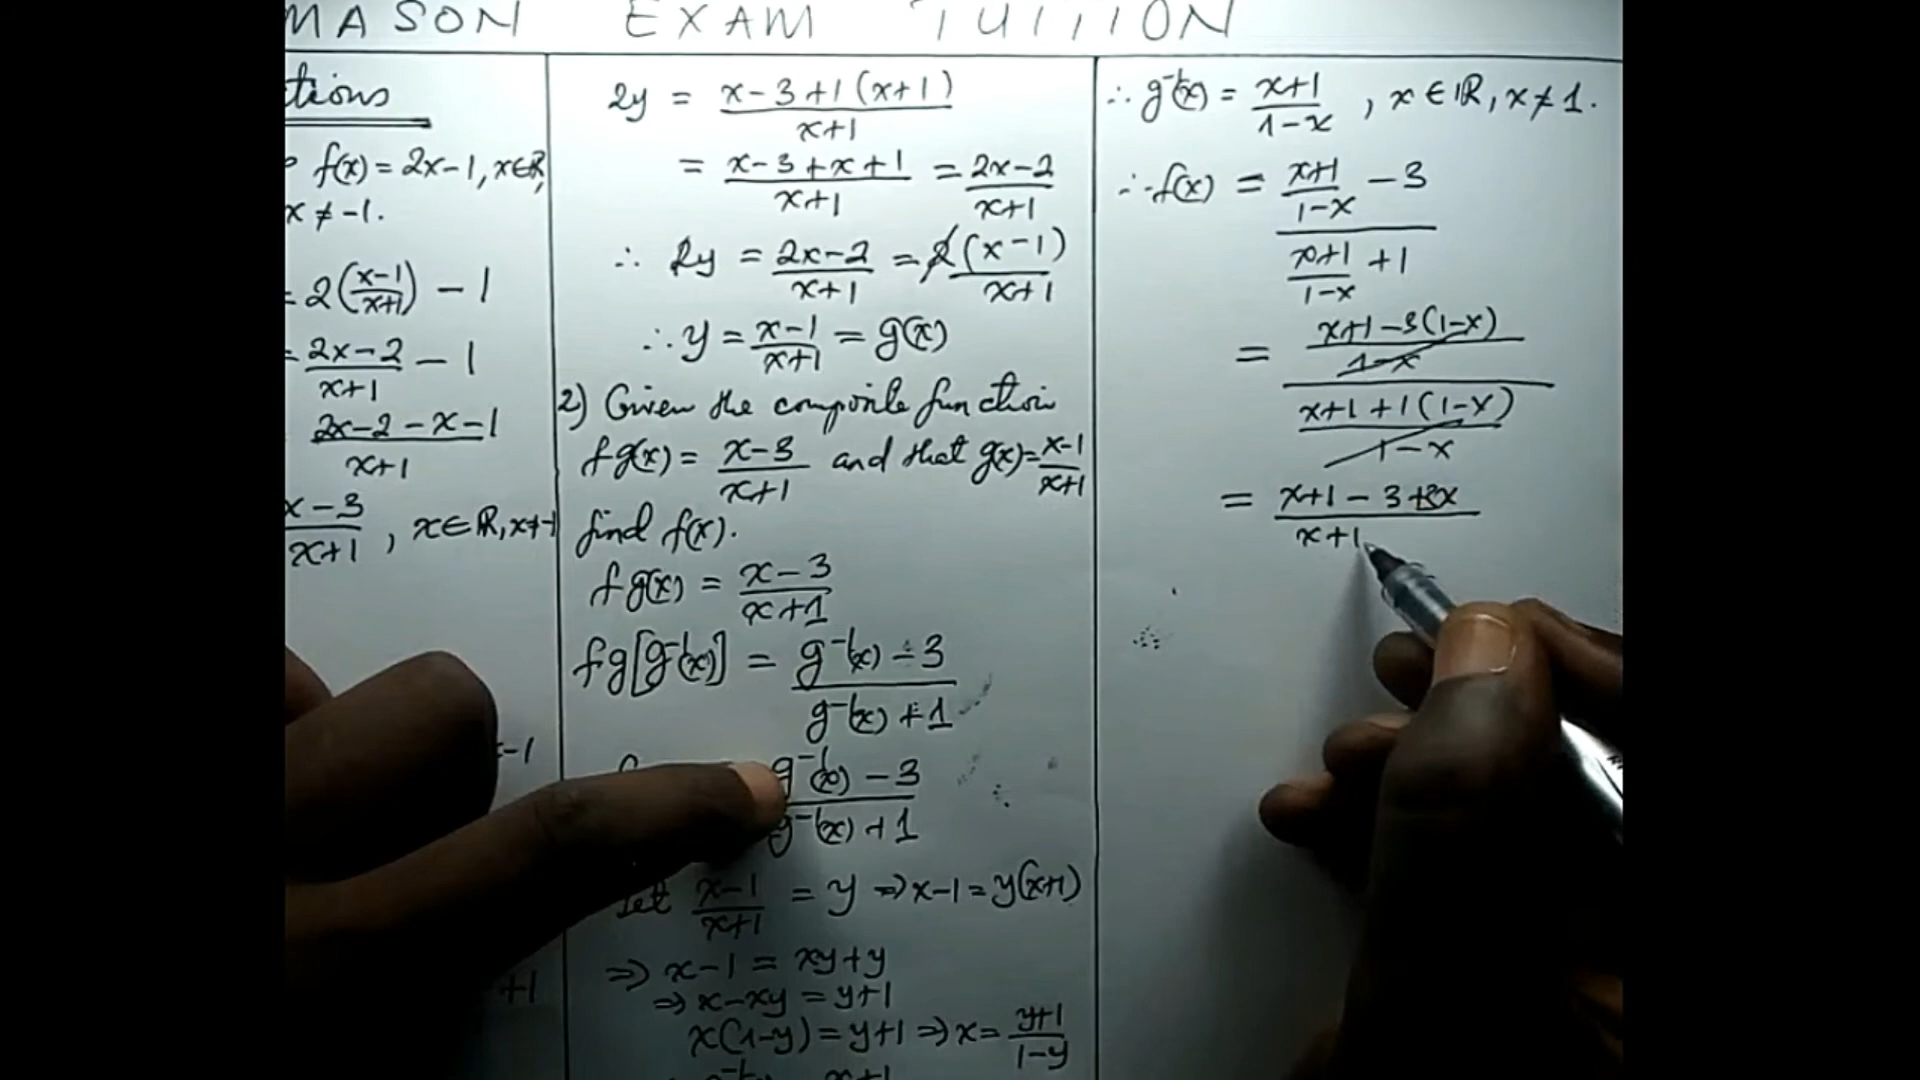 MASON EXAM TUITION
tions
f(x) = 2x-1, x∈R,
x ≠ -1.
= 2((x-1)/(x+1)) - 1
= (2x-2)/(x+1) - 1
(2x-2-x-1)/(x+1)
(x-3)/(x+1), x∈R, x≠-1
-1
+1
2y = (x-3+1(x+1))/(x+1)
= (x-3+x+1)/(x+1) = (2x-2)/(x+1)
∴ 2y = (2x-2)/(x+1) = 2(x-1)/(x+1)
∴ y = (x-1)/(x+1) = g(x)
2) Given the composite function
fg(x) = (x-3)/(x+1) and that g(x) = (x-1)/(x+1)
find f(x).
fg(x) = (x-3)/(x+1)
fg[g⁻¹(x)] = (g⁻¹(x) - 3)/(g⁻¹(x) + 1)
(g⁻¹(x) - 3)/(g⁻¹(x) + 1)
Let (x-1)/(x+1) = y ⇒ x-1 = y(x+1)
⇒ x-1 = xy+y
⇒ x-xy = y+1
x(1-y) = y+1 ⇒ x = (y+1)/(1-y)
∴ g⁻¹(x) = (x+1)/(1-x), x∈R, x≠1.
∴ f(x) = ((x+1)/(1-x) - 3)/((x+1)/(1-x) + 1)
= ((x+1-3(1-x))/(1-x))/((x+1+1(1-x))/(1-x))
= (x+1-3+3x)/(x+1